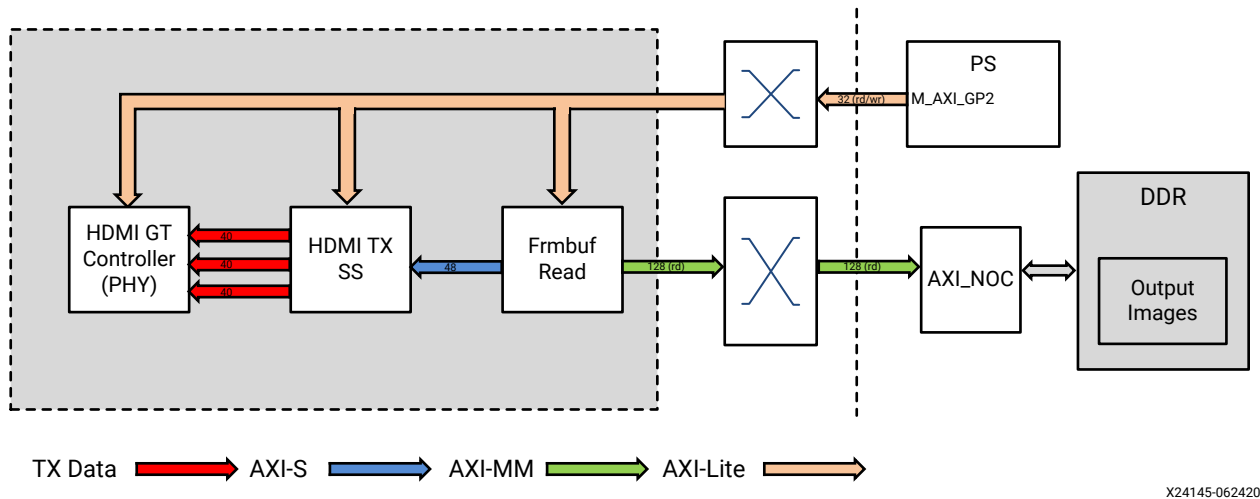 PS
32 (rd/wr)
M_AXI_GP2
DDR
HDMI GT
Controller
(PHY)
40
40
40
HDMI TX
SS
48
Frmbuf
Read
128 (rd)
128 (rd)
AXI_NOC
Output
Images
TX Data
AXI-S
AXI-MM
AXI-Lite
X24145-062420